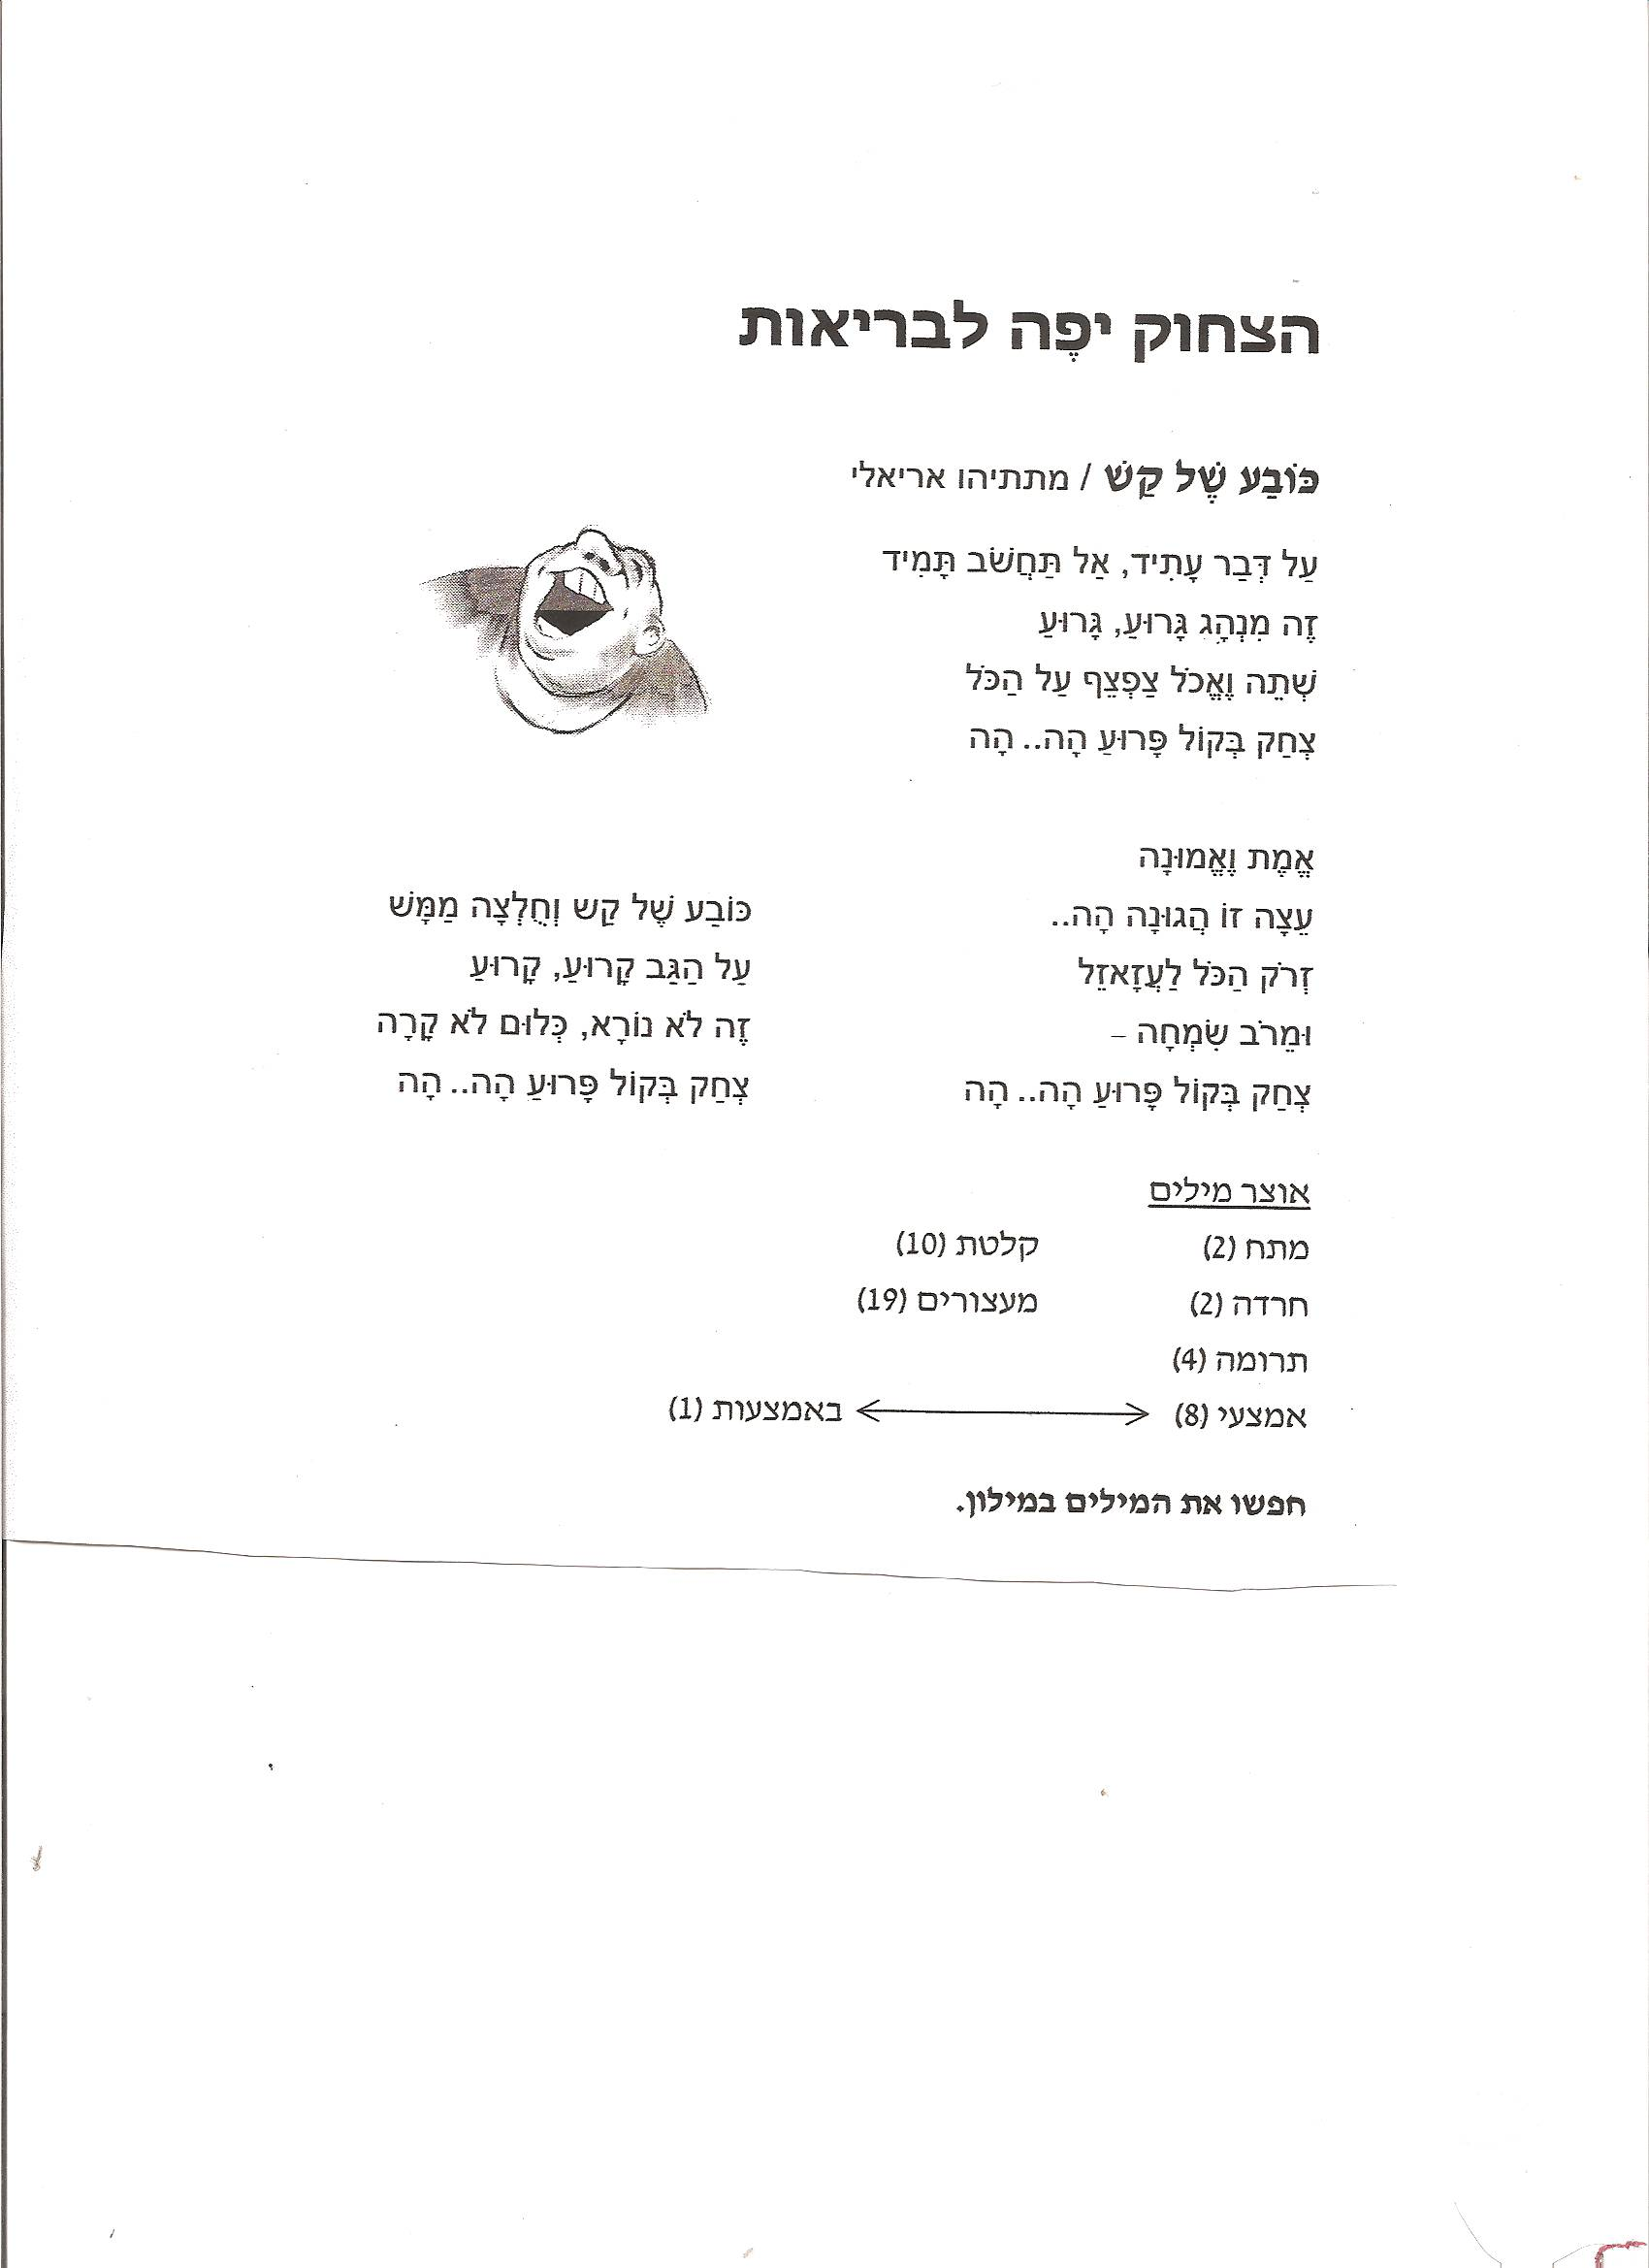 הצחוק יפֶה לבריאות
כּוֹבַע שֶׁל קַשׁ / מתתיהו אריאלי
עַל דְּבַר עָתִיד, אַל תַּחֲשֹׁב תָּמִיד
זֶה מִנְהָג גָּרוּעַ, גָּרוּעַ
שְׁתֵה וֶאֱכֹל צַפְצֵף עַל הַכֹּל
צְחַק בְּקוֹל פָּרוּעַ הָה.. הָה
אֱמֶת וֶאֱמוּנָה
עֵצָה זוֹ הֲגוּנָה הָה..
זְרֹק הַכֹּל לַעֲזָאזֵל
וּמֵרֹב שִׂמְחָה –
צְחַק בְּקוֹל פָּרוּעַ הָה.. הָה
כּוֹבַע שֶׁל קַשׁ וְחֻלְצָה מַמָּשׁ
עַל הַגַּב קָרוּעַ, קָרוּעַ
זֶה לֹא נוֹרָא, כְּלוּם לֹא קָרָה
צְחַק בְּקוֹל פָּרוּעַ הָה.. הָה
אוצר מילים
מתח (2) קלטת (10)
חרדה (2) מעצורים (19)
תרומה (4)
אמצעי (8) באמצעות (1)
חפשו את המילים במילון.